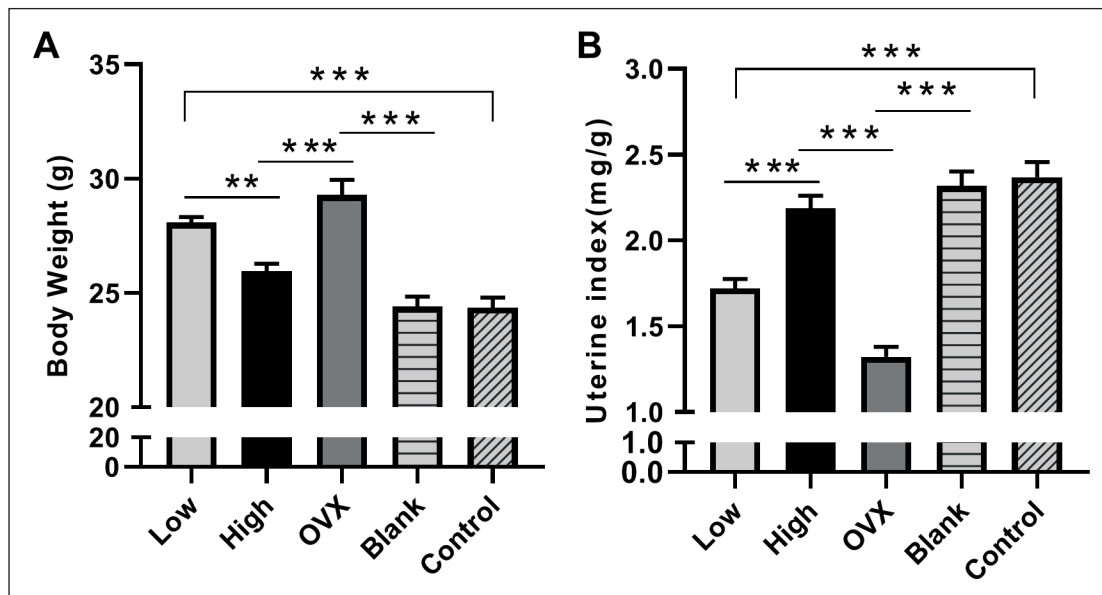 A
Body Weight (g)
35
30
25
20
20
0
***
***
***
**
Low
High
OVX
Blank
Control
B
Uterine index(mg/g)
3.0
2.5
2.0
1.5
1.0
1.0
0.0
***
***
***
***
Low
High
OVX
Blank
Control